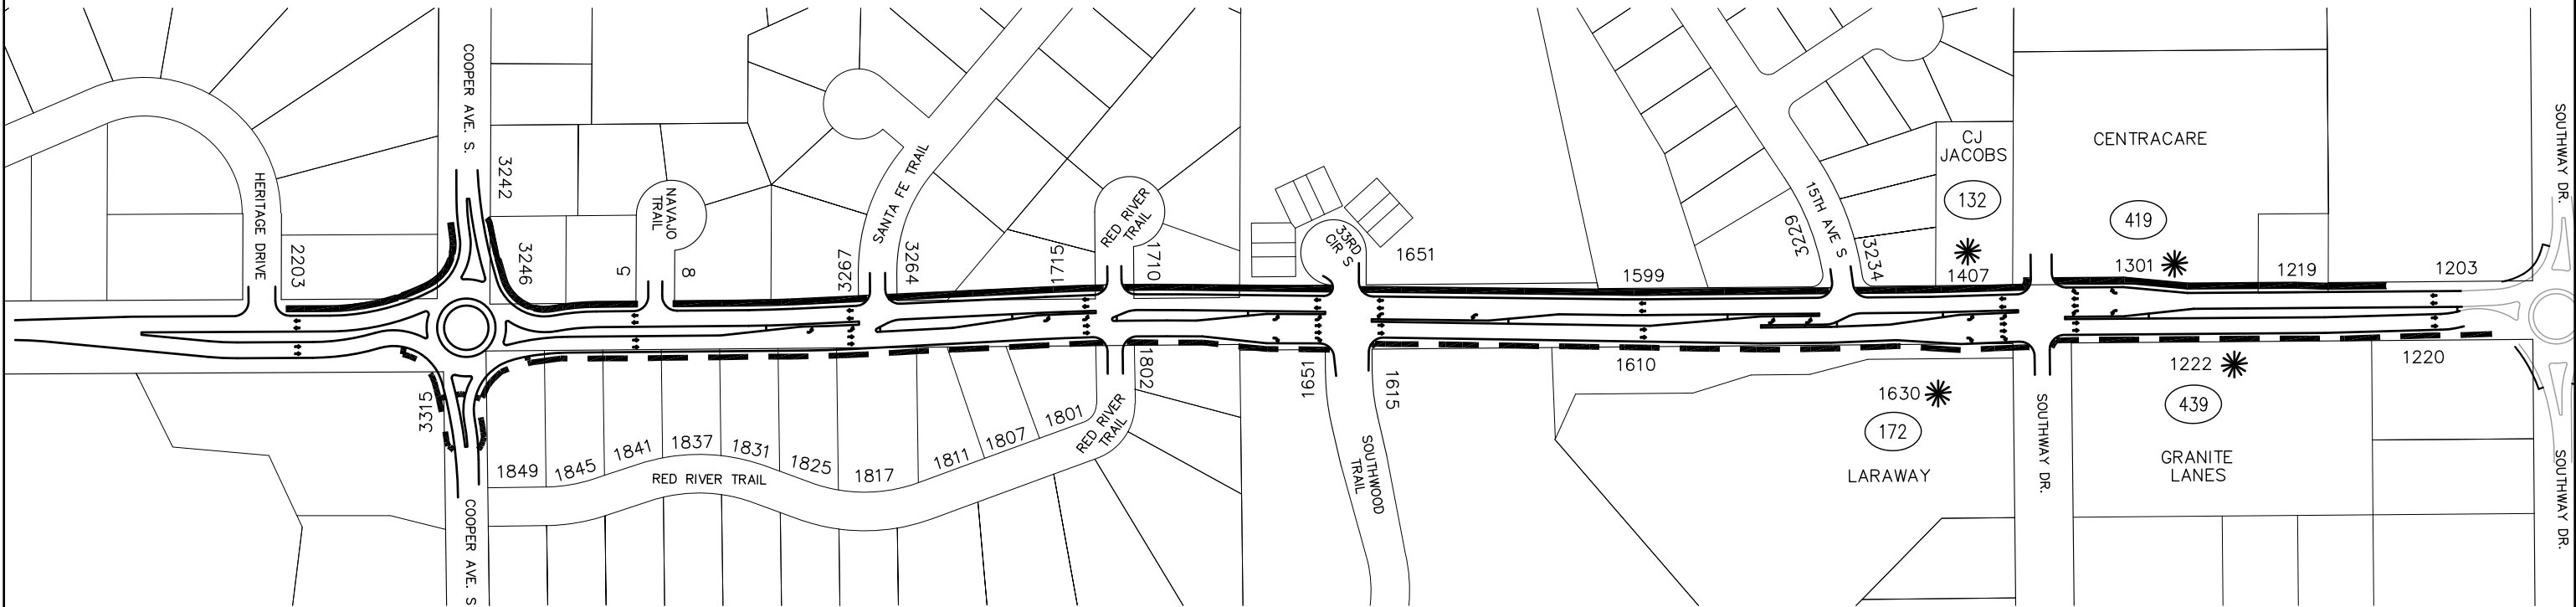 HERITAGE DRIVE
2203
COOPER AVE. S.
3242
3246
NAVAJO
TRAIL
5
8
3267
SANTA FE TRAIL
3264
1715
RED RIVER
TRAIL
1710
33RD
CIR S
1651
1599
3229
15TH AVE S
3234
CJ
JACOBS
132
1407
CENTRACARE
419
1301
1219
1203
SOUTHWAY DR.
3315
COOPER AVE. S
1849
1845
1841
1837
1831
1825
1817
1811
1807
1801
RED RIVER TRAIL
RED RIVER
TRAIL
1802
1651
1615
SOUTHWOOD
TRAIL
1610
1630
172
LARAWAY
SOUTHWAY DR.
1222
439
GRANITE
LANES
1220
SOUTHWAY DR.